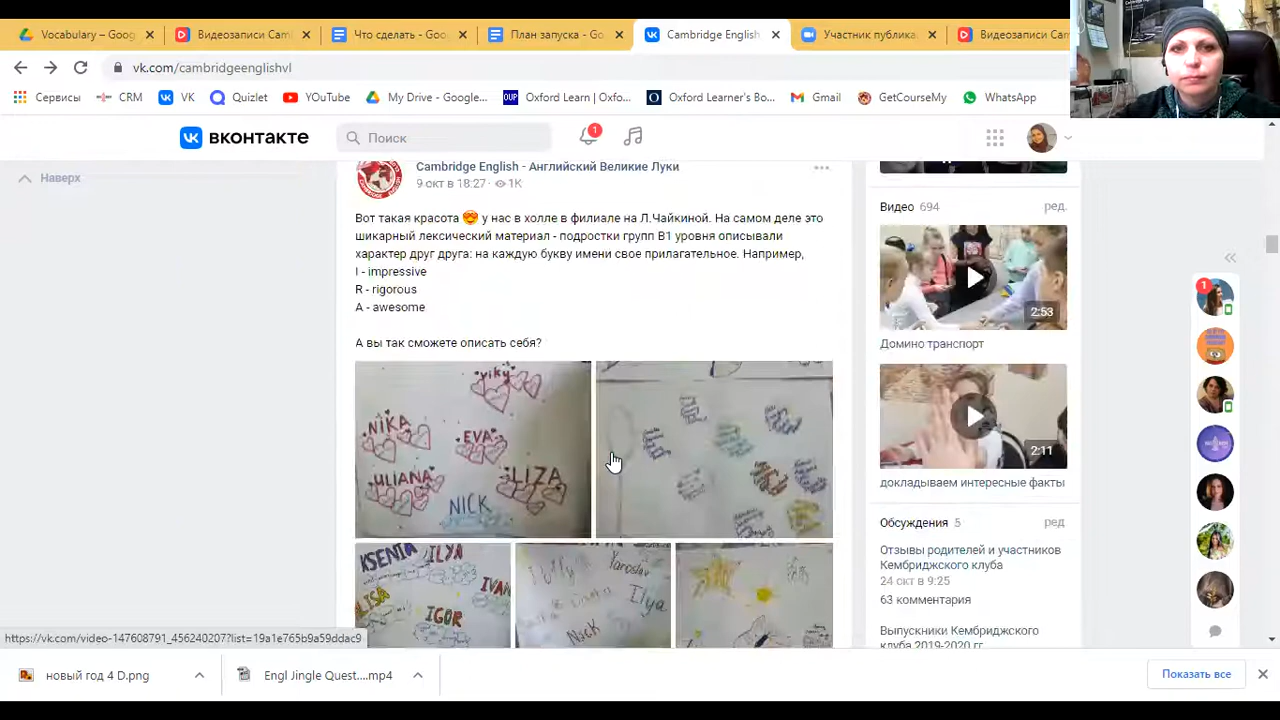 Vocabulary – Goog
Видеозаписи Cam
Что сделать - Goo
План запуска - Go
Cambridge English
Участник публика
Видеозаписи Cam
vk.com/cambridgeenglishvl
Сервисы
CRM
VK
Quizlet
YouTube
My Drive - Google...
OUP
Oxford Learn | Oxfo...
Oxford Learner's Bo...
Gmail
GetCourseMy
WhatsApp
вконтакте
Поиск
1
Наверх
Cambridge English - Английский Великие Луки
9 окт в 18:27 · 1K
Вот такая красота 😍 у нас в холле в филиале на Л.Чайкиной. На самом деле это
шикарный лексический материал - подростки групп B1 уровня описывали
характер друг друга: на каждую букву имени свое прилагательное. Например,
I - impressive
R - rigorous
A - awesome
А вы так сможете описать себя?
NIKA
EVA
ULIANA
LIZA
NICK
KSENIA
ILYA
IVAN
IGOR
Yaroslav
Ilya
Видео 694
ред.
2:53
Домино транспорт
2:11
докладываем интересные факты
Обсуждения 5
ред
Отзывы родителей и участников
Кембриджского клуба
24 окт в 9:25
63 комментария
Выпускники Кембриджского
клуба 2019-2020 гг
1
https://vk.com/video-147608791_456240207?list=19a1e765b9a59ddac9
новый год 4 D.png
Engl Jingle Quest....mp4
Показать все